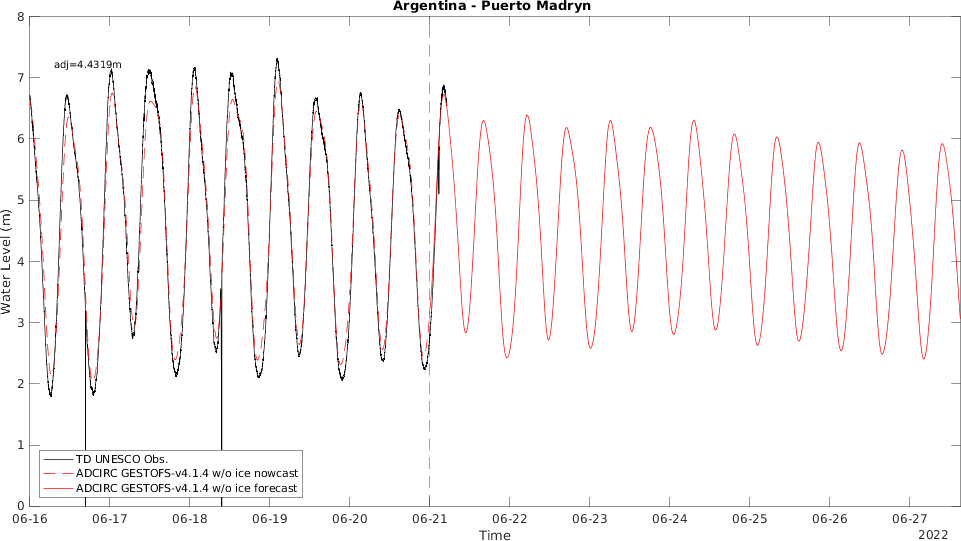 Argentina - Puerto Madryn
adj=4.4319m
Water Level (m)
8
7
6
5
4
3
2
1
0
TD UNESCO Obs.
ADCIRC GESTOFS-v4.1.4 w/o ice nowcast
ADCIRC GESTOFS-v4.1.4 w/o ice forecast
06-16 06-17 06-18 06-19 06-20 06-21 06-22 06-23 06-24 06-25 06-26 06-27
Time
2022